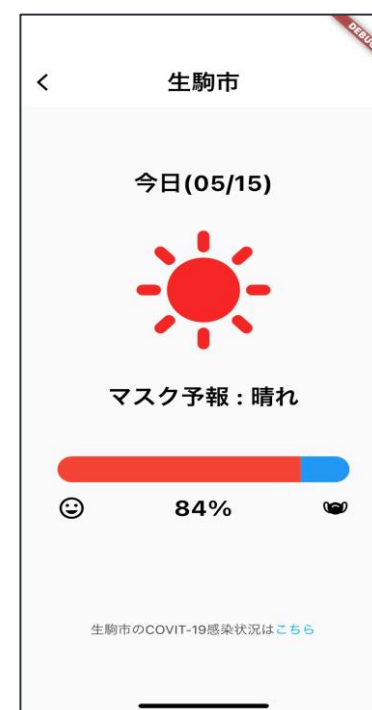 DEBUG
生駒市
今日(05/15)
マスク予報 : 晴れ
84%
生駒市のCOVIT-19感染状況はこちら